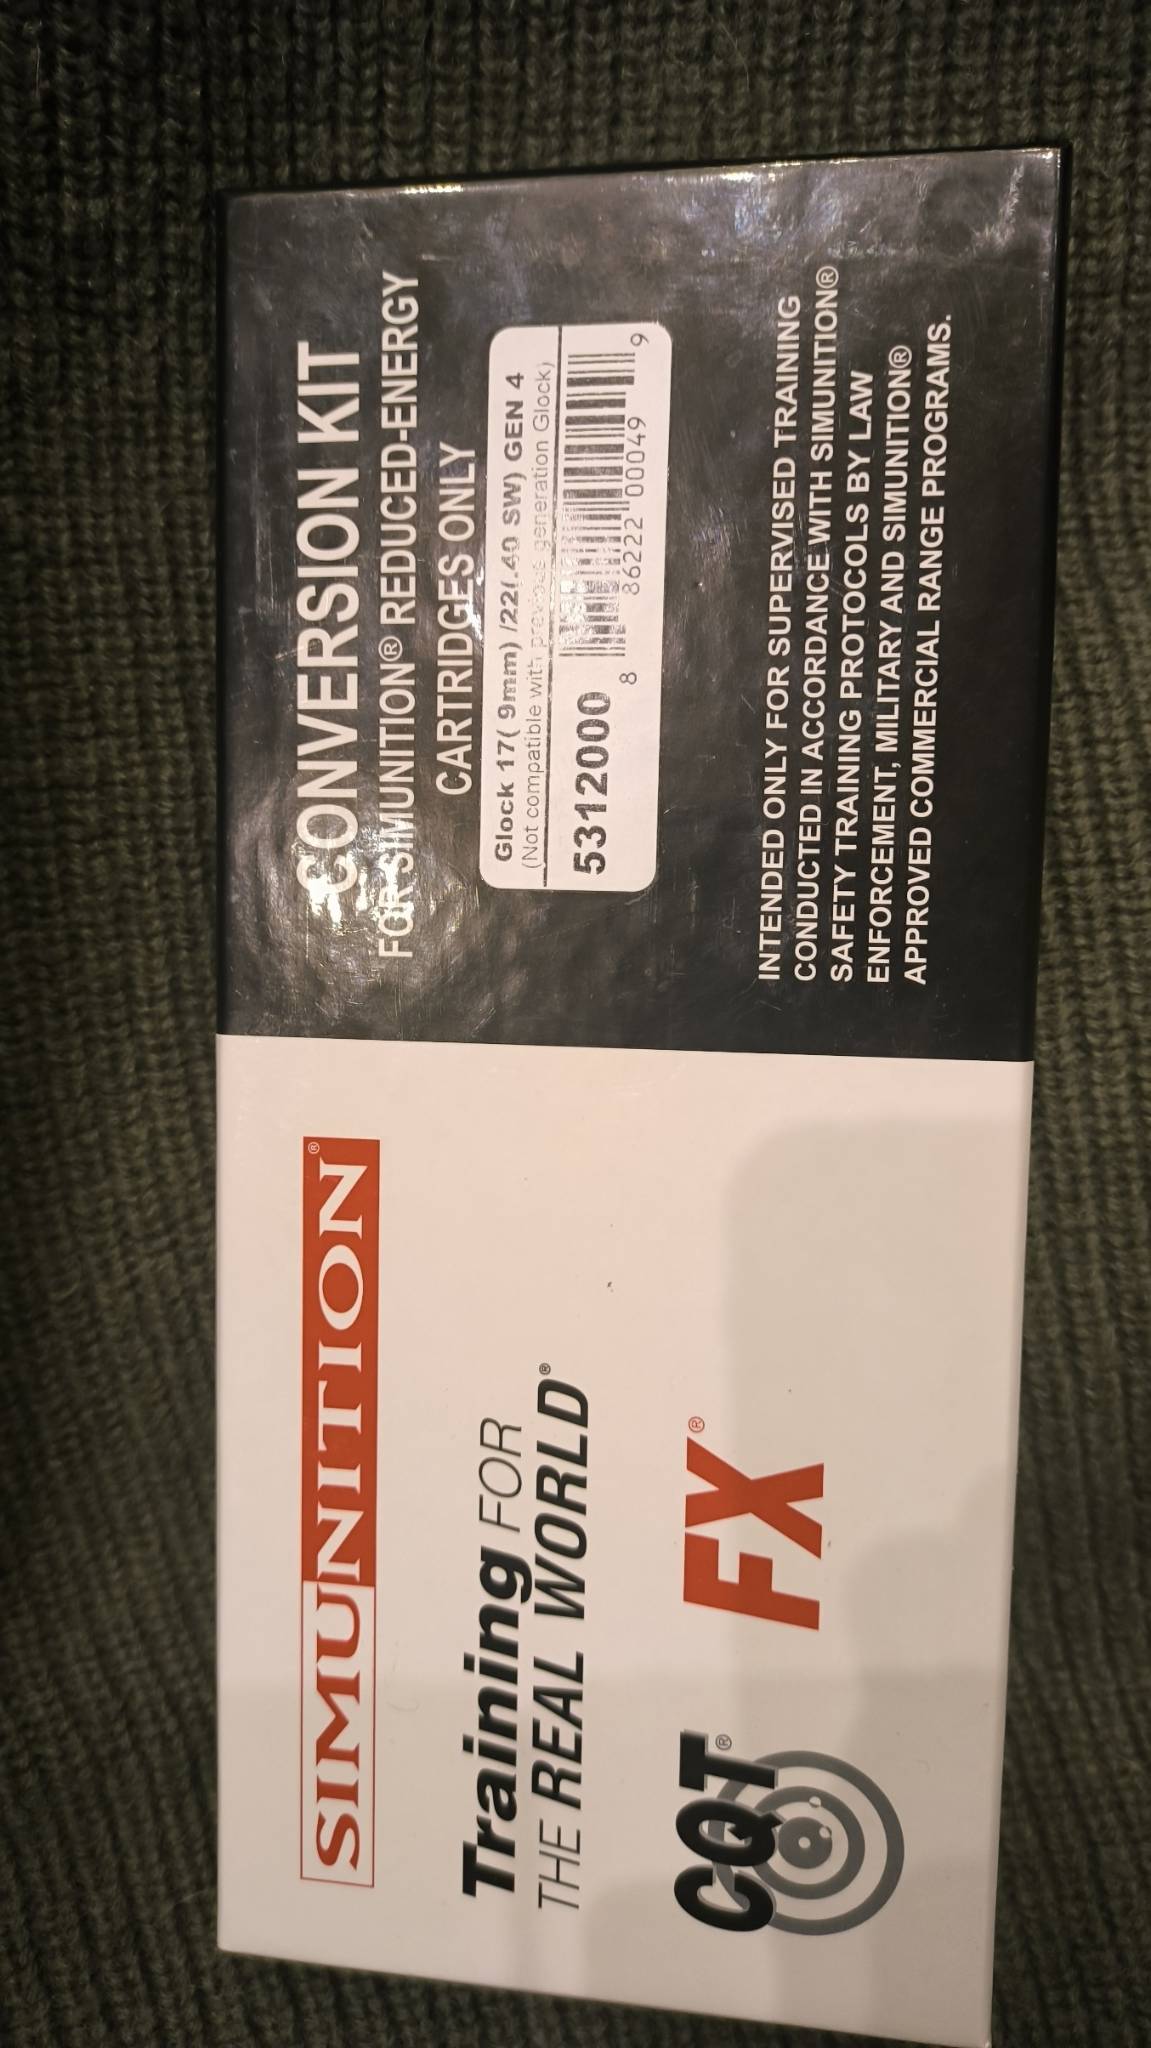 SIMUNITION®
Training FOR
THE REAL WORLD®
CQT® FX®
CONVERSION KIT
FOR SIMUNITION® REDUCED-ENERGY
CARTRIDGES ONLY
Glock 17( 9mm) /22(.40 SW) GEN 4
(Not compatible with previous generation Glock)
5312000
8 86222 00049 9
INTENDED ONLY FOR SUPERVISED TRAINING
CONDUCTED IN ACCORDANCE WITH SIMUNITION®
SAFETY TRAINING PROTOCOLS BY LAW
ENFORCEMENT, MILITARY AND SIMUNITION®
APPROVED COMMERCIAL RANGE PROGRAMS.